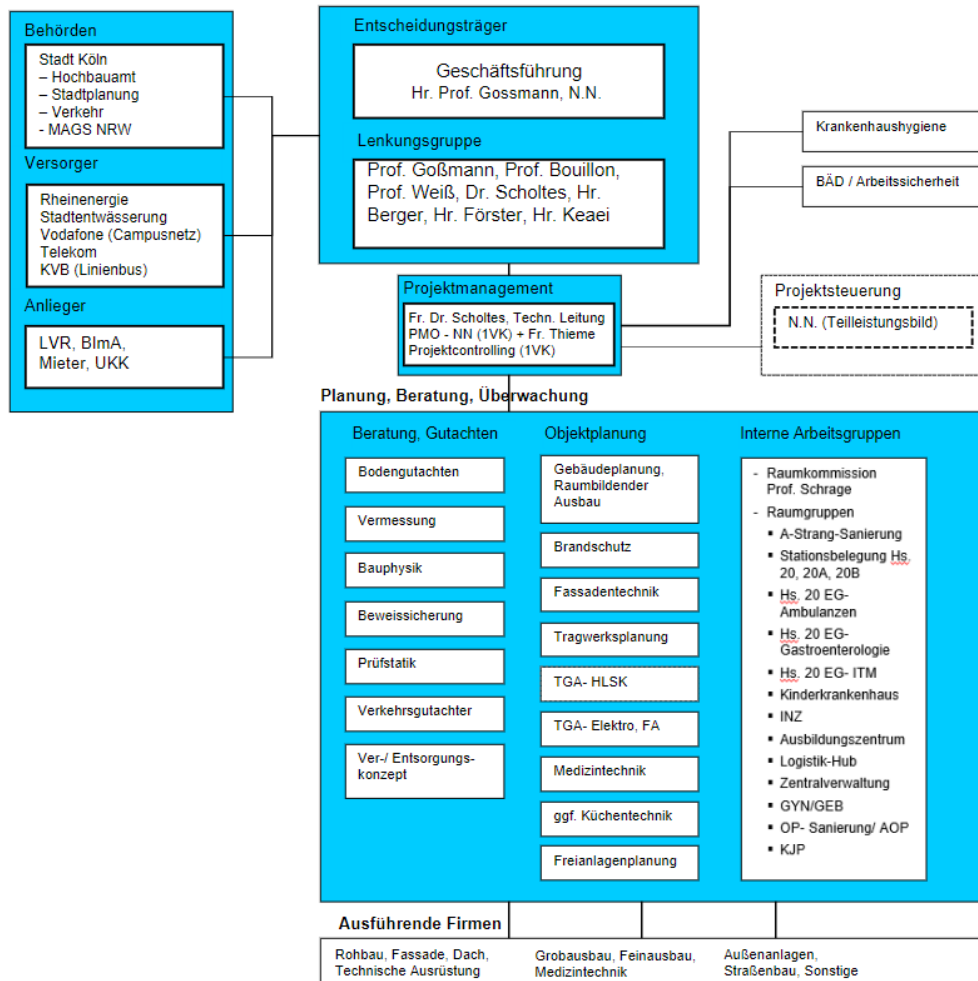 Behörden
Stadt Köln
– Hochbauamt
– Stadtplanung
– Verkehr
- MAGS NRW
Versorger
Rheinenergie
Stadtentwässerung
Vodafone (Campusnetz)
Telekom
KVB (Linienbus)
Anlieger
LVR, BImA,
Mieter, UKK
Entscheidungsträger
Geschäftsführung
Hr. Prof. Gossmann, N.N.
Lenkungsgruppe
Prof. Goßmann, Prof. Bouillon,
Prof. Weiß, Dr. Scholtes, Hr.
Berger, Hr. Förster, Hr. Keaei
Krankenhaushygiene
BÄD / Arbeitssicherheit
Projektmanagement
Fr. Dr. Scholtes, Techn. Leitung
PMO - NN (1VK) + Fr. Thieme
Projektcontrolling (1VK)
Projektsteuerung
N.N. (Teilleistungsbild)
Planung, Beratung, Überwachung
Beratung, Gutachten
Bodengutachten
Vermessung
Bauphysik
Beweissicherung
Prüfstatik
Verkehrsgutachter
Ver-/ Entsorgungs-
konzept
Objektplanung
Gebäudeplanung,
Raumbildender
Ausbau
Brandschutz
Fassadentechnik
Tragwerksplanung
TGA- HLSK
TGA- Elektro, FA
Medizintechnik
ggf. Küchentechnik
Freianlagenplanung
Interne Arbeitsgruppen
- Raumkommission
Prof. Schrage
- Raumgruppen
▪ A-Strang-Sanierung
▪ Stationsbelegung Hs.
20, 20A, 20B
▪ Hs. 20 EG-
Ambulanzen
▪ Hs. 20 EG-
Gastroenterologie
▪ Hs. 20 EG- ITM
▪ Kinderkrankenhaus
▪ INZ
▪ Ausbildungszentrum
▪ Logistik-Hub
▪ Zentralverwaltung
▪ GYN/GEB
▪ OP- Sanierung/ AOP
▪ KJP
Ausführende Firmen
Rohbau, Fassade, Dach,
Technische Ausrüstung
Grobausbau, Feinausbau,
Medizintechnik
Außenanlagen,
Straßenbau, Sonstige